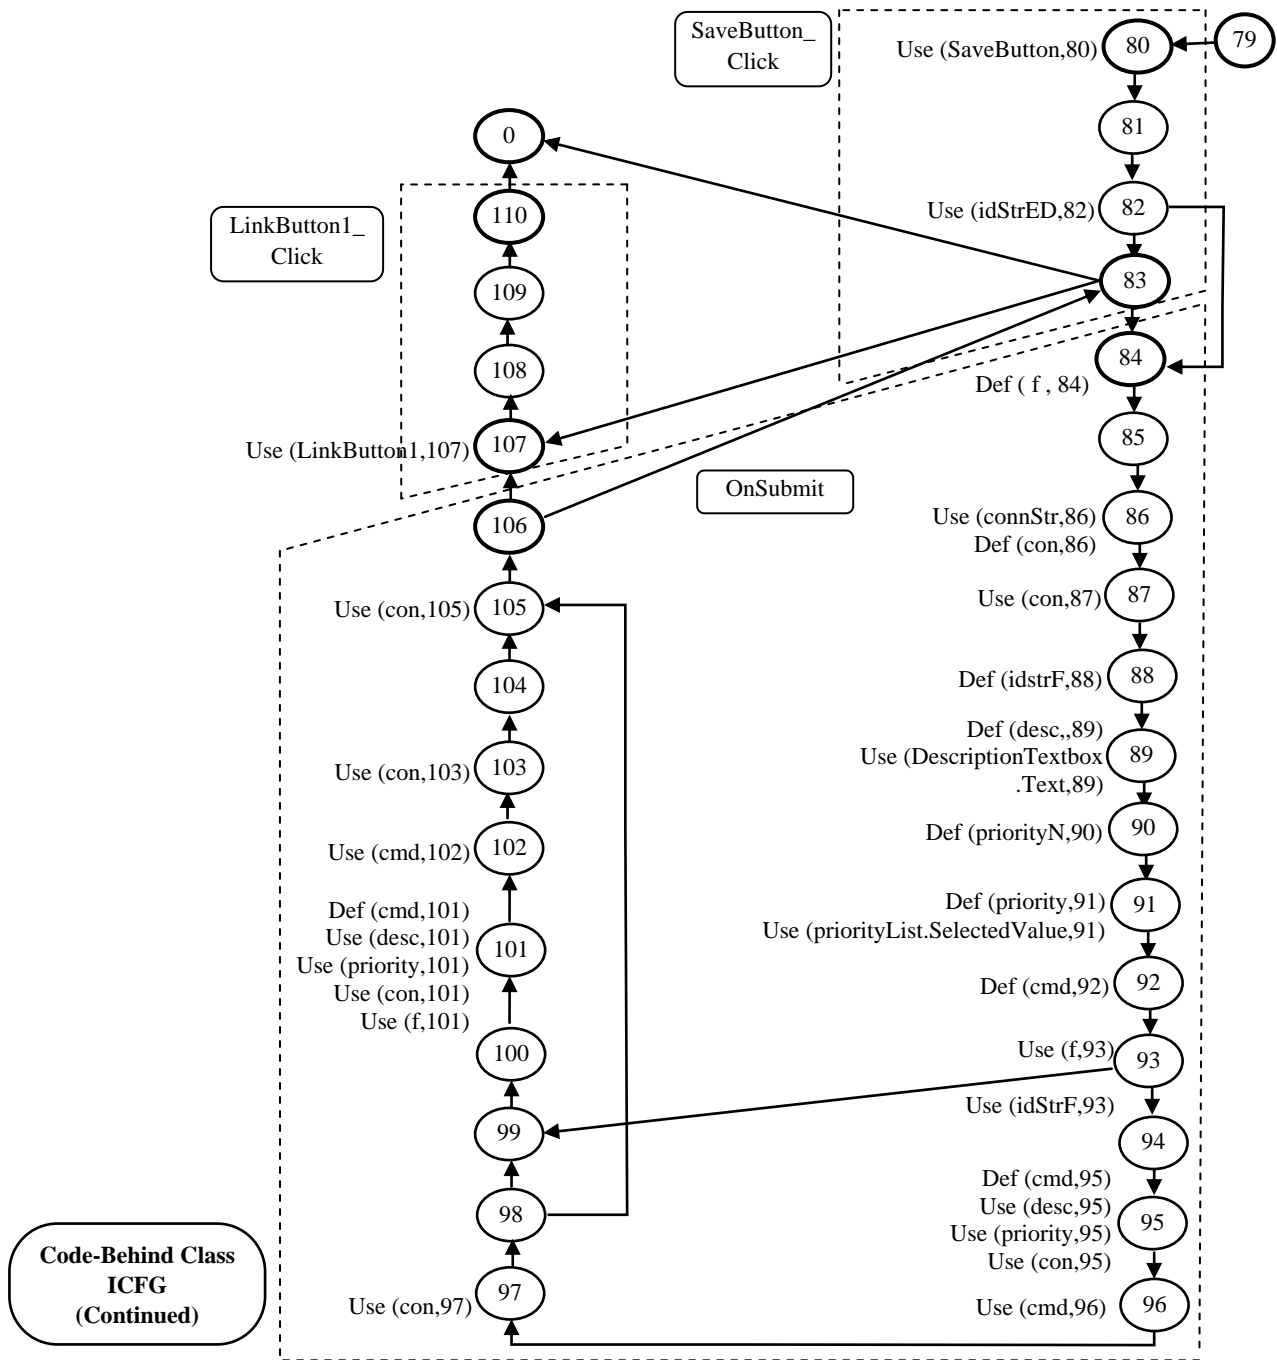 SaveButton_
Click
Use (SaveButton,80)
80
79
81
0
Use (idStrED,82)
82
110
LinkButton1_
Click
83
109
84
Def ( f , 84)
108
85
Use (LinkButton1,107)
107
OnSubmit
106
Use (connStr,86)
Def (con,86)
86
Use (con,105)
105
Use (con,87)
87
104
Def (idstrF,88)
88
Use (con,103)
103
Def (desc,,89)
Use (DescriptionTextbox
.Text,89)
89
Use (cmd,102)
102
Def (priorityN,90)
90
Def (cmd,101)
Use (desc,101)
Use (priority,101)
Use (con,101)
Use (f,101)
101
Def (priority,91)
Use (priorityList.SelectedValue,91)
91
Def (cmd,92)
92
100
Use (f,93)
93
Use (idStrF,93)
99
94
98
Def (cmd,95)
Use (desc,95)
Use (priority,95)
Use (con,95)
95
Code-Behind Class
ICFG
(Continued)
Use (con,97)
97
Use (cmd,96)
96